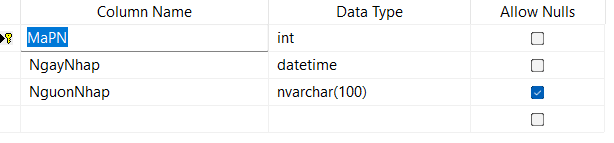 Column Name Data Type Allow Nulls
MaPN int
NgayNhap datetime
NguonNhap nvarchar(100)